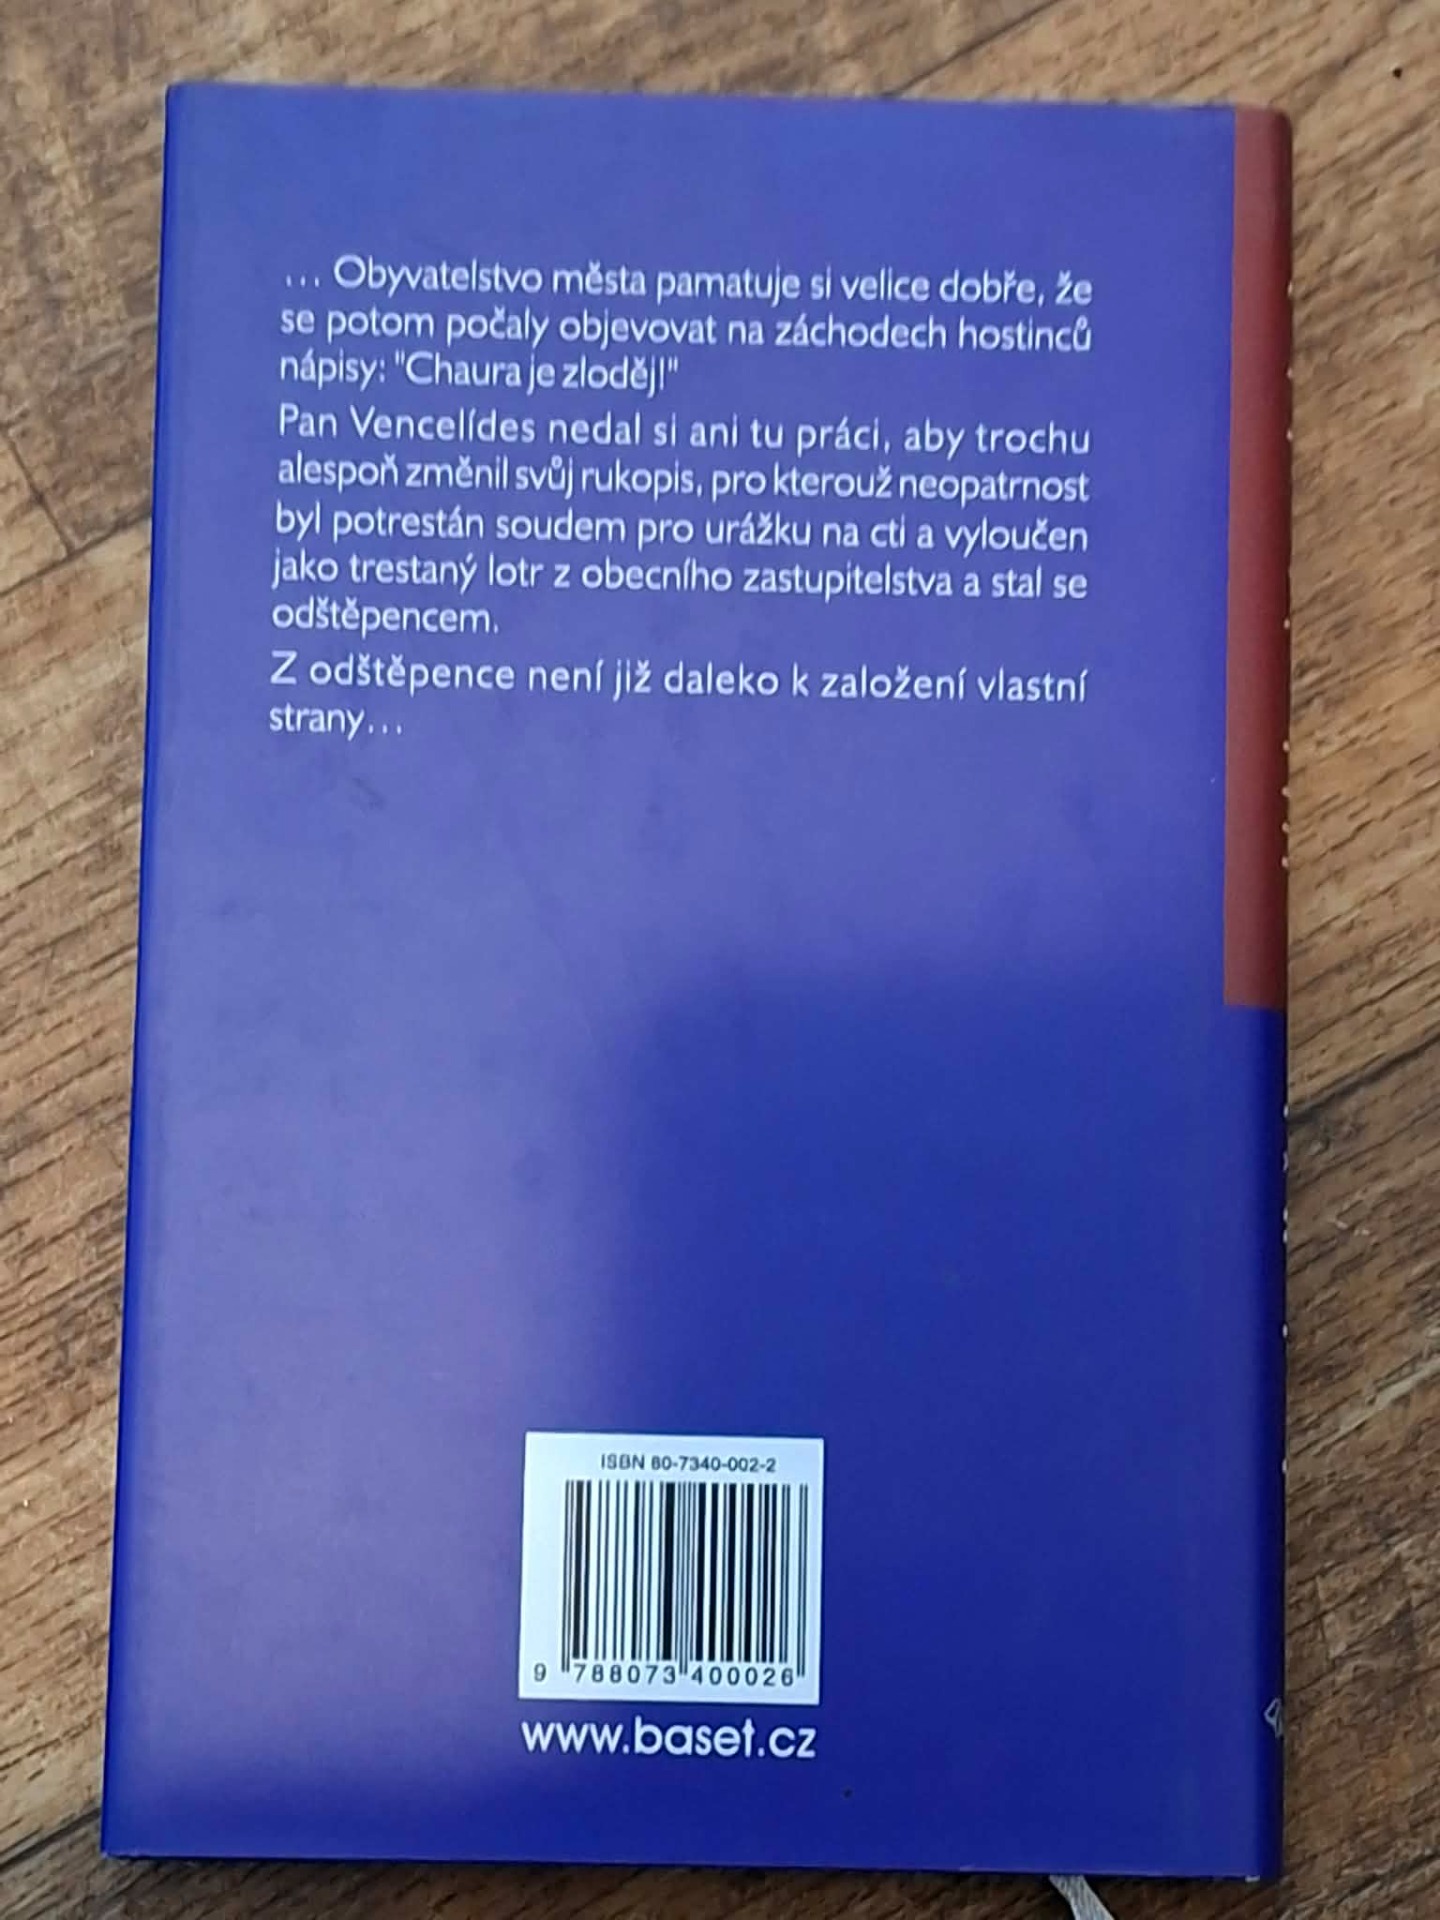 ... Obyvatelstvo města pamatuje si velice dobře, že
se potom počaly objevovat na záchodech hostinců
nápisy: "Chaura je zloděj!"
Pan Vencelídes nedal si ani tu práci, aby trochu
alespoň změnil svůj rukopis, pro kterouž neopatrnost
byl potrestán soudem pro urážku na cti a vyloučen
jako trestaný lotr z obecního zastupitelstva a stal se
odštěpencem.
Z odštěpence není již daleko k založení vlastní
strany...
ISBN 80-7340-002-2
9 788073 400026
www.baset.cz